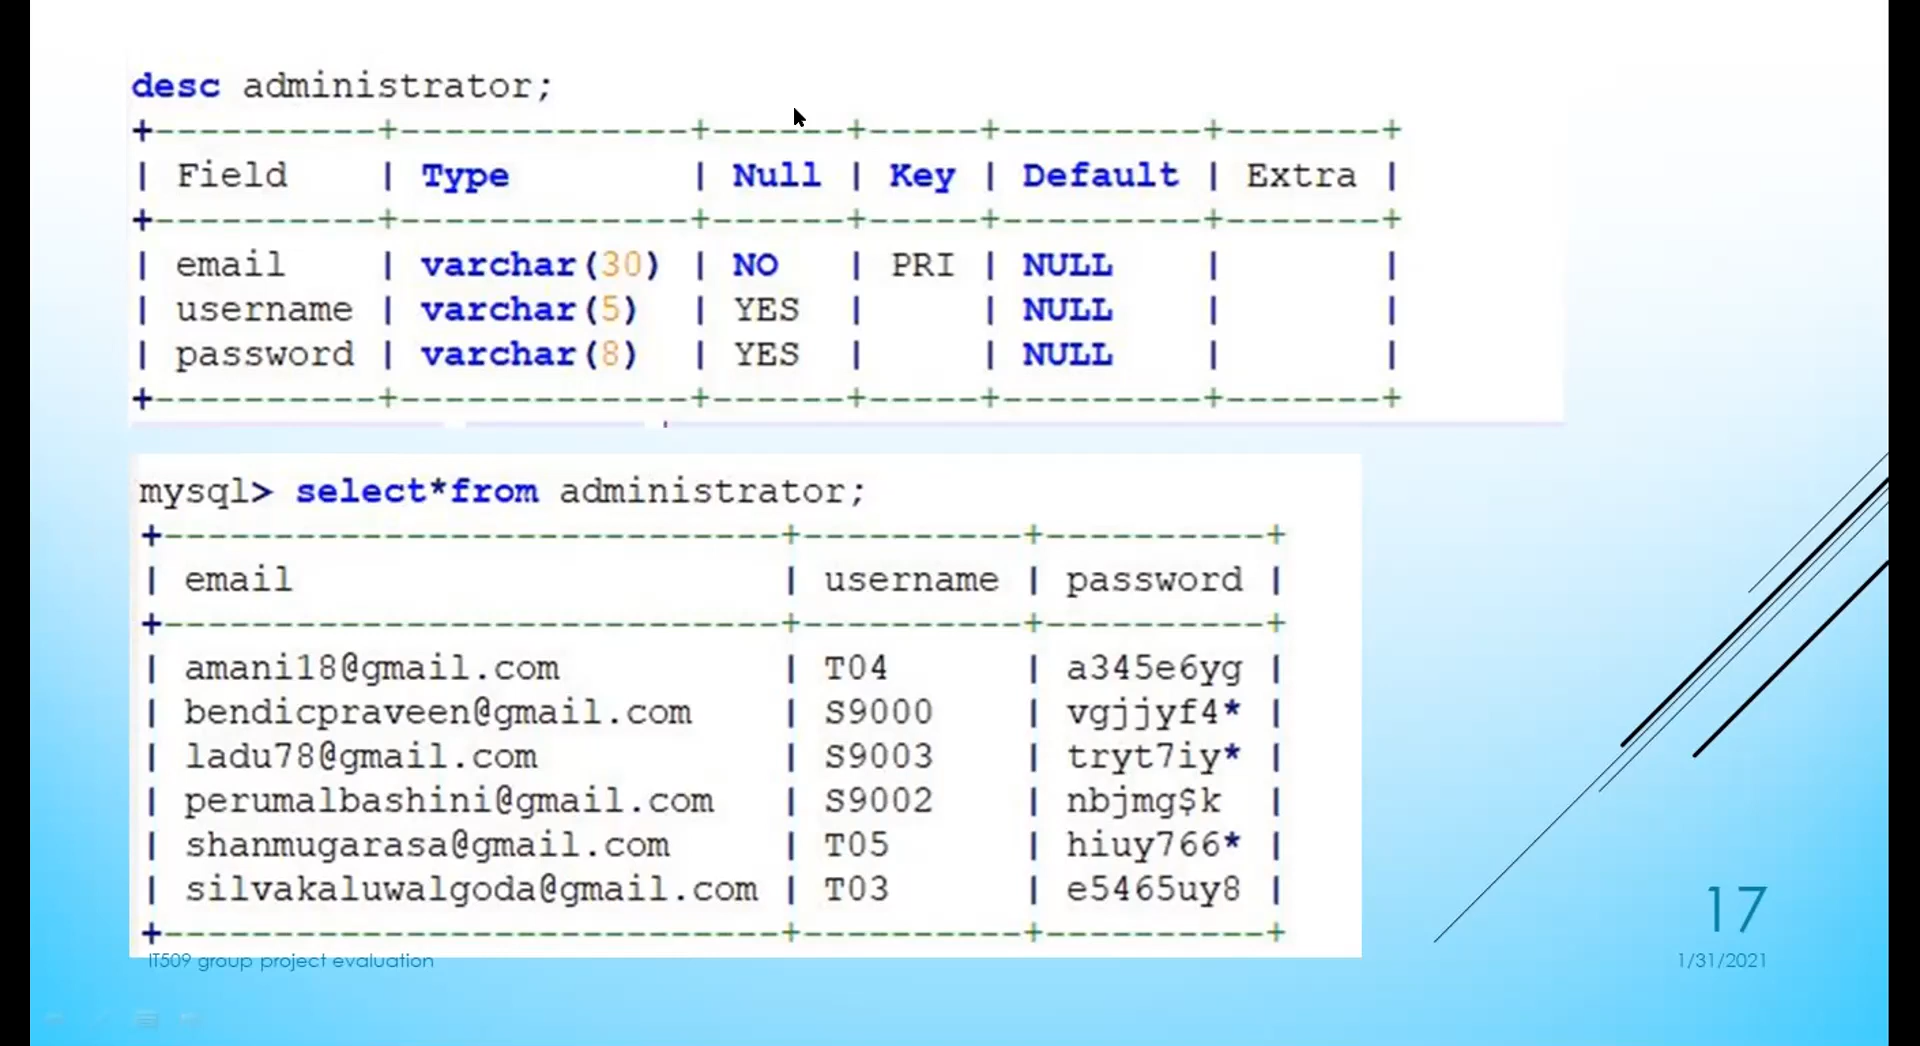 desc administrator;
+----------+-------------+------+-----+---------+-------+
| Field    | Type        | Null | Key | Default | Extra |
+----------+-------------+------+-----+---------+-------+
| email    | varchar(30) | NO   | PRI | NULL    |       |
| username | varchar(5)  | YES  |     | NULL    |       |
| password | varchar(8)  | YES  |     | NULL    |       |
+----------+-------------+------+-----+---------+-------+
mysql> select*from administrator;
+----------------------------+----------+----------+
| email                      | username | password |
+----------------------------+----------+----------+
| amani18@gmail.com          | T04      | a345e6yg |
| bendicpraveen@gmail.com    | S9000    | vgjjyf4* |
| ladu78@gmail.com           | S9003    | tryt7iy* |
| perumalbashini@gmail.com   | S9002    | nbjmg$k  |
| shanmugarasa@gmail.com     | T05      | hiuy766* |
| silvakaluwalgoda@gmail.com | T03      | e5465uy8 |
+----------------------------+----------+----------+
17
IT509 group project evaluation
1/31/2021